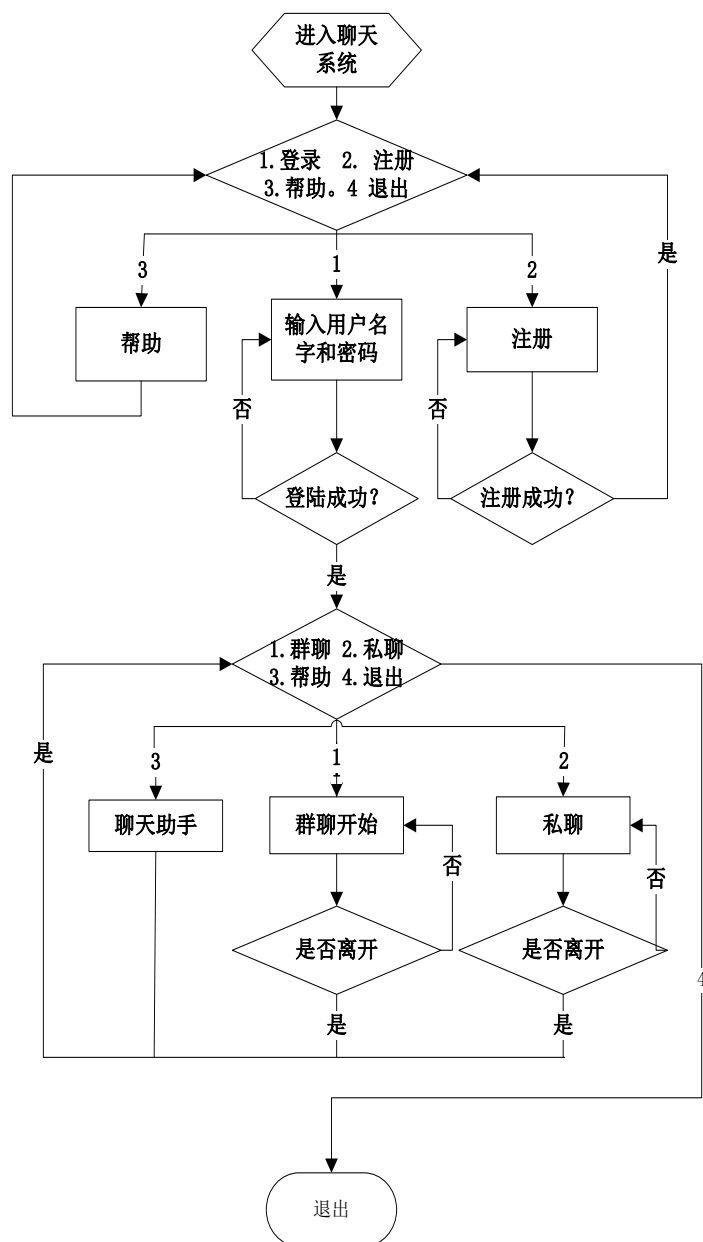 进入聊天
系统
1.登录 2. 注册
3.帮助。4 退出
3
1
2
是
帮助
输入用户名
字和密码
注册
否
否
登陆成功？
注册成功？
是
1.群聊 2.私聊
3.帮助 4.退出
是
3
1
2
聊天助手
群聊开始
私聊
否
否
是否离开
是否离开
4
是
是
退出